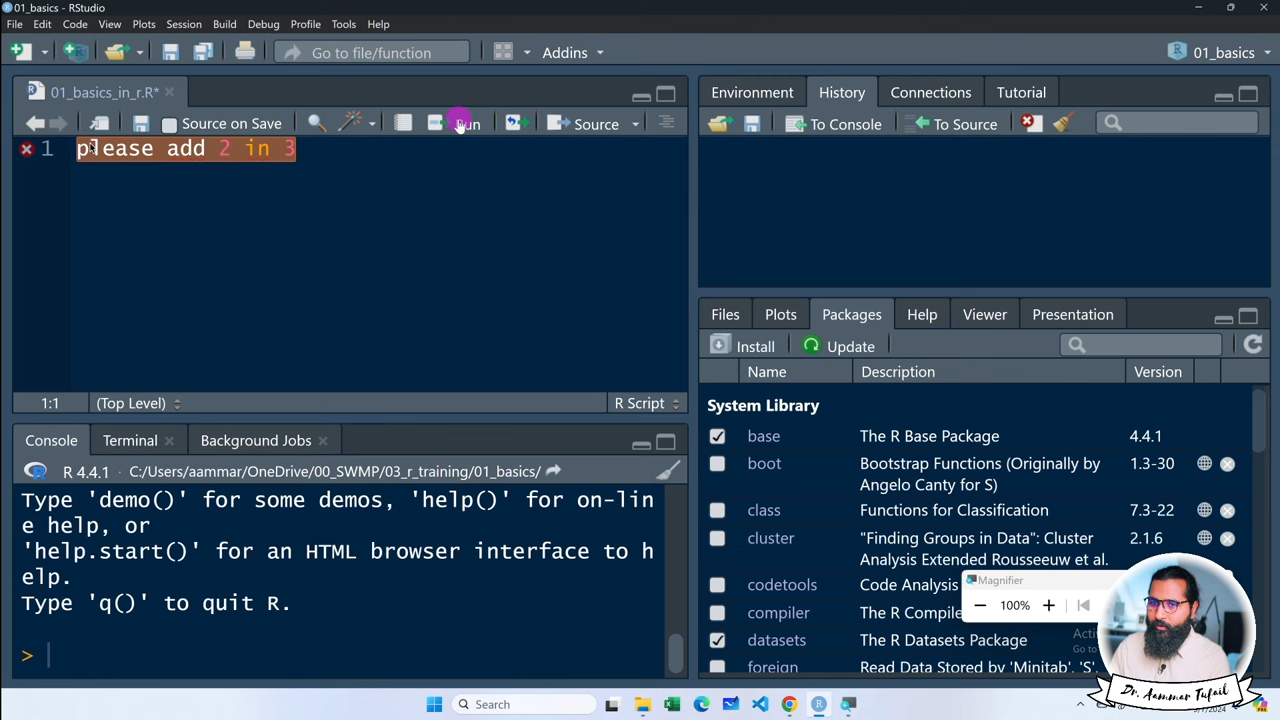 01_basics - RStudio
File Edit Code View Plots Session Build Debug Profile Tools Help
Go to file/function Addins 01_basics
01_basics_in_r.R*
Source on Save Run Source
1 please add 2 in 3
1:1 (Top Level) R Script
Console Terminal Background Jobs
R 4.4.1 · C:/Users/aammar/OneDrive/00_SWMP/03_r_training/01_basics/
Type 'demo()' for some demos, 'help()' for on-lin
e help, or
'help.start()' for an HTML browser interface to h
elp.
Type 'q()' to quit R.
>
Environment History Connections Tutorial
To Console To Source
Files Plots Packages Help Viewer Presentation
Install Update
Name Description Version
System Library
base The R Base Package 4.4.1
boot Bootstrap Functions (Originally by 1.3-30
Angelo Canty for S)
class Functions for Classification 7.3-22
cluster "Finding Groups in Data": Cluster 2.1.6
Analysis Extended Rousseeuw et al.
codetools Code Analysis
compiler The R Compile
datasets The R Datasets Package
foreign Read Data Stored by 'Minitab', 'S',
Magnifier
100%
Dr. Aammar Tufail
Search